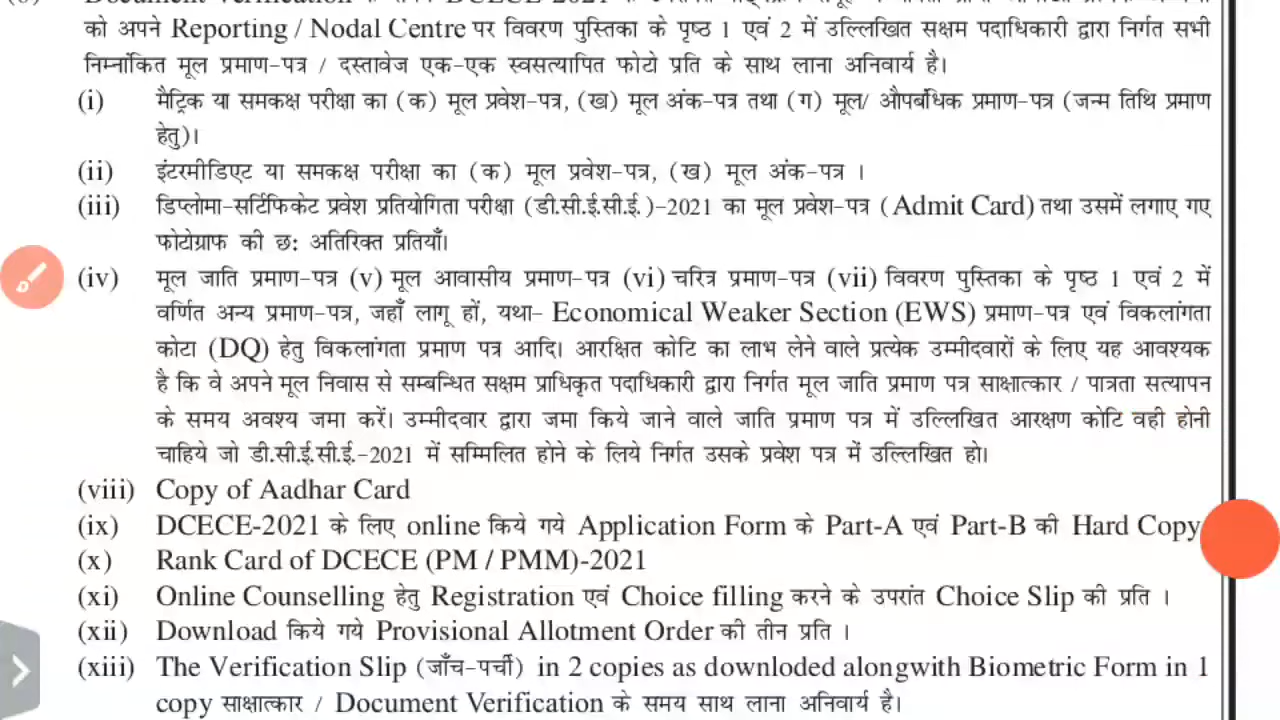 को अपने Reporting / Nodal Centre पर विवरण पुस्तिका के पृष्ठ 1 एवं 2 में उल्लिखित सक्षम पदाधिकारी द्वारा निर्गत सभी
निम्नांकित मूल प्रमाण-पत्र / दस्तावेज एक-एक स्वसत्यापित फोटो प्रति के साथ लाना अनिवार्य है।
(i) मैट्रिक या समकक्ष परीक्षा का (क) मूल प्रवेश-पत्र, (ख) मूल अंक-पत्र तथा (ग) मूल/ औपबंधिक प्रमाण-पत्र (जन्म तिथि प्रमाण
हेतु)।
(ii) इंटरमीडिएट या समकक्ष परीक्षा का (क) मूल प्रवेश-पत्र, (ख) मूल अंक-पत्र ।
(iii) डिप्लोमा-सर्टिफिकेट प्रवेश प्रतियोगिता परीक्षा (डी.सी.ई.सी.ई.)-2021 का मूल प्रवेश-पत्र (Admit Card) तथा उसमें लगाए गए
फोटोग्राफ की छ: अतिरिक्त प्रतियाँ।
(iv) मूल जाति प्रमाण-पत्र (v) मूल आवासीय प्रमाण-पत्र (vi) चरित्र प्रमाण-पत्र (vii) विवरण पुस्तिका के पृष्ठ 1 एवं 2 में
वर्णित अन्य प्रमाण-पत्र, जहाँ लागू हों, यथा- Economical Weaker Section (EWS) प्रमाण-पत्र एवं विकलांगता
कोटा (DQ) हेतु विकलांगता प्रमाण पत्र आदि। आरक्षित कोटि का लाभ लेने वाले प्रत्येक उम्मीदवारों के लिए यह आवश्यक
है कि वे अपने मूल निवास से सम्बन्धित सक्षम प्राधिकृत पदाधिकारी द्वारा निर्गत मूल जाति प्रमाण पत्र साक्षात्कार / पात्रता सत्यापन
के समय अवश्य जमा करें। उम्मीदवार द्वारा जमा किये जाने वाले जाति प्रमाण पत्र में उल्लिखित आरक्षण कोटि वही होनी
चाहिये जो डी.सी.ई.सी.ई.-2021 में सम्मिलित होने के लिये निर्गत उसके प्रवेश पत्र में उल्लिखित हो।
(viii) Copy of Aadhar Card
(ix) DCECE-2021 के लिए online किये गये Application Form के Part-A एवं Part-B की Hard Copy
(x) Rank Card of DCECE (PM / PMM)-2021
(xi) Online Counselling हेतु Registration एवं Choice filling करने के उपरांत Choice Slip की प्रति ।
(xii) Download किये गये Provisional Allotment Order की तीन प्रति ।
(xiii) The Verification Slip (जाँच-पर्ची) in 2 copies as downloded alongwith Biometric Form in 1
copy साक्षात्कार / Document Verification के समय साथ लाना अनिवार्य है।